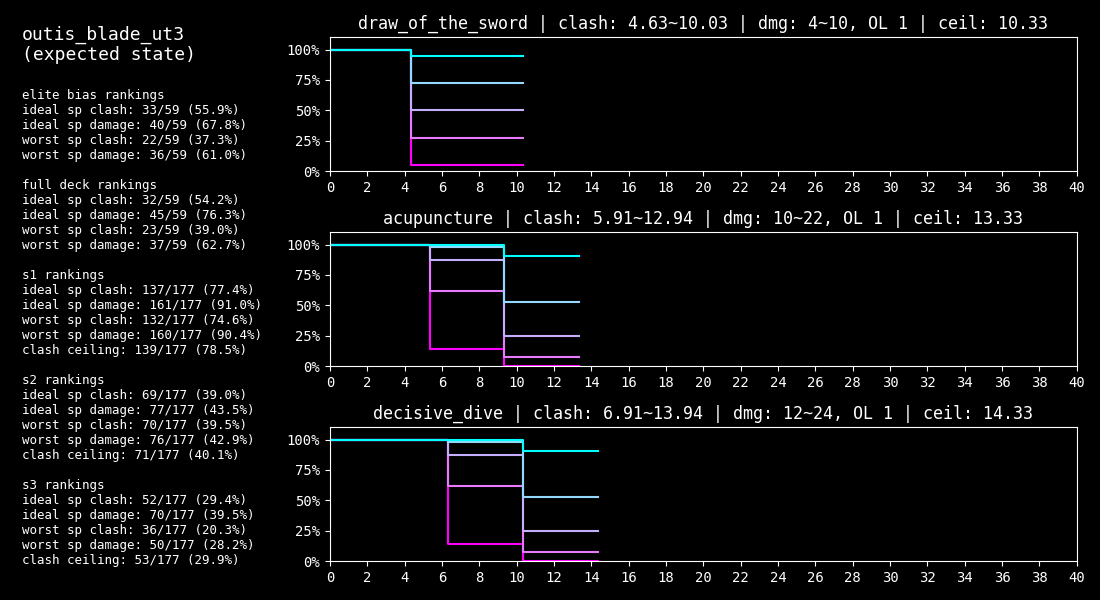 outis_blade_ut3
(expected state)
elite bias rankings
ideal sp clash: 33/59 (55.9%)
ideal sp damage: 40/59 (67.8%)
worst sp clash: 22/59 (37.3%)
worst sp damage: 36/59 (61.0%)
full deck rankings
ideal sp clash: 32/59 (54.2%)
ideal sp damage: 45/59 (76.3%)
worst sp clash: 23/59 (39.0%)
worst sp damage: 37/59 (62.7%)
s1 rankings
ideal sp clash: 137/177 (77.4%)
ideal sp damage: 161/177 (91.0%)
worst sp clash: 132/177 (74.6%)
worst sp damage: 160/177 (90.4%)
clash ceiling: 139/177 (78.5%)
s2 rankings
ideal sp clash: 69/177 (39.0%)
ideal sp damage: 77/177 (43.5%)
worst sp clash: 70/177 (39.5%)
worst sp damage: 76/177 (42.9%)
clash ceiling: 71/177 (40.1%)
s3 rankings
ideal sp clash: 52/177 (29.4%)
ideal sp damage: 70/177 (39.5%)
worst sp clash: 36/177 (20.3%)
worst sp damage: 50/177 (28.2%)
clash ceiling: 53/177 (29.9%)
draw_of_the_sword | clash: 4.63~10.03 | dmg: 4~10, OL 1 | ceil: 10.33
100%
75%
50%
25%
0%
0 2 4 6 8 10 12 14 16 18 20 22 24 26 28 30 32 34 36 38 40
acupuncture | clash: 5.91~12.94 | dmg: 10~22, OL 1 | ceil: 13.33
100%
75%
50%
25%
0%
0 2 4 6 8 10 12 14 16 18 20 22 24 26 28 30 32 34 36 38 40
decisive_dive | clash: 6.91~13.94 | dmg: 12~24, OL 1 | ceil: 14.33
100%
75%
50%
25%
0%
0 2 4 6 8 10 12 14 16 18 20 22 24 26 28 30 32 34 36 38 40